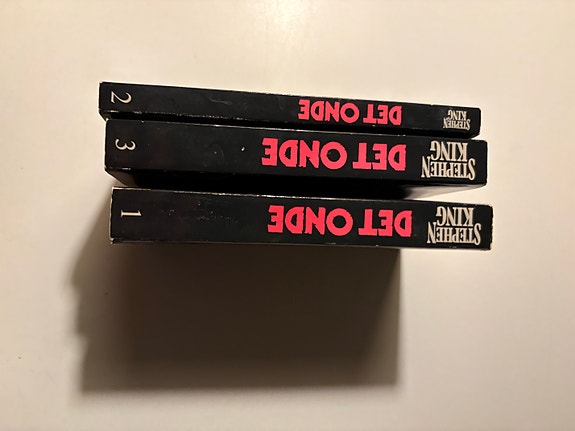 STEPHEN
KING
DET ONDE
2
STEPHEN
KING
DET ONDE
3
STEPHEN
KING
DET ONDE
1